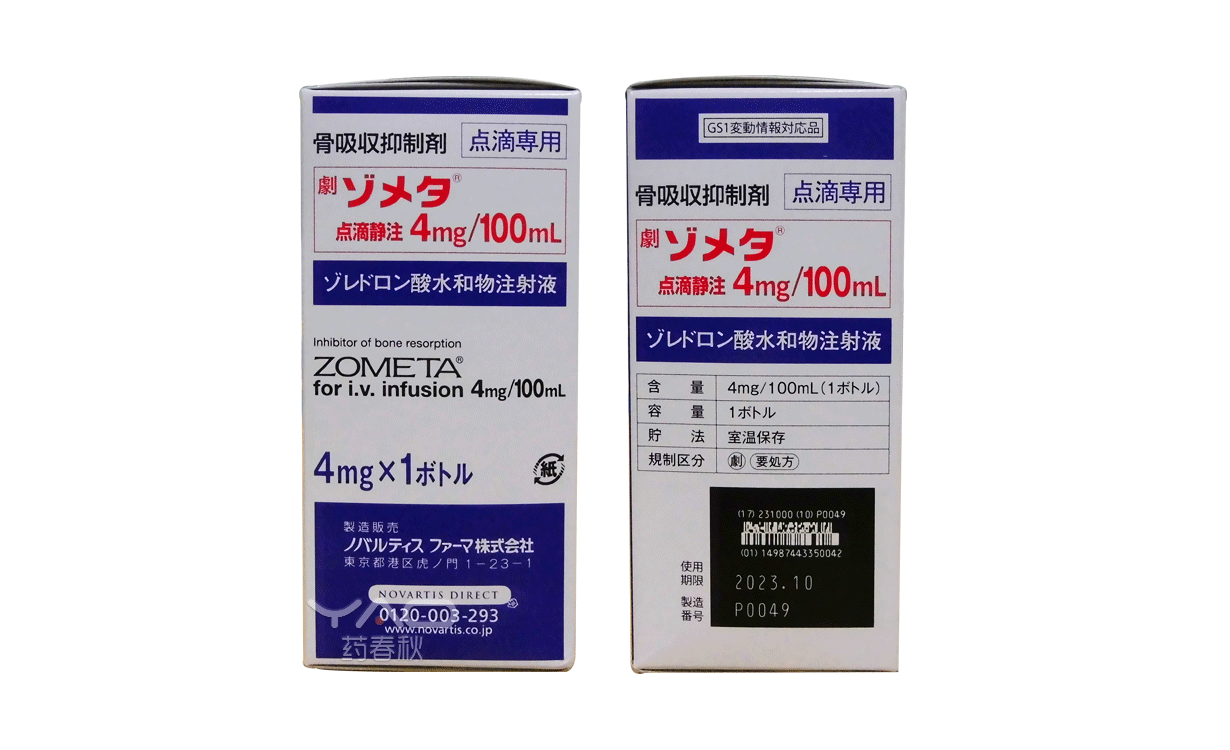 骨吸収抑制剤 点滴専用
劇 ゾメタ®
点滴静注 4mg/100mL
ゾレドロン酸水和物注射液
Inhibitor of bone resorption
ZOMETA®
for i.v. infusion 4mg/100mL
4mg×1ボトル
紙
製造販売
ノバルティス ファーマ株式会社
東京都港区虎ノ門1-23-1
NOVARTIS DIRECT
0120-003-293
www.novartis.co.jp
YAO
药春秋
GS1変動情報対応品
骨吸収抑制剤 点滴専用
劇 ゾメタ®
点滴静注 4mg/100mL
ゾレドロン酸水和物注射液
含量 4mg/100mL(1ボトル)
容量 1ボトル
貯法 室温保存
規制区分 劇 要処方
(17) 231000 (10) P0049
(01) 14987443350042
使用期限 2023.10
製造番号 P0049